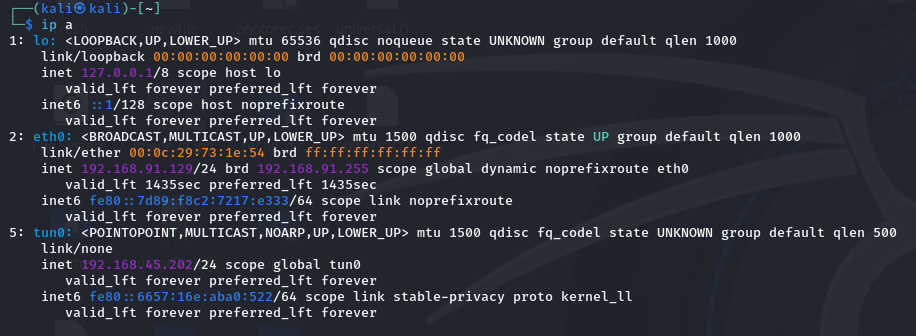 ┌──(kali㉿kali)-[~]
└─$ ip a
1: lo: <LOOPBACK,UP,LOWER_UP> mtu 65536 qdisc noqueue state UNKNOWN group default qlen 1000
    link/loopback 00:00:00:00:00:00 brd 00:00:00:00:00:00
    inet 127.0.0.1/8 scope host lo
       valid_lft forever preferred_lft forever
    inet6 ::1/128 scope host noprefixroute
       valid_lft forever preferred_lft forever
2: eth0: <BROADCAST,MULTICAST,UP,LOWER_UP> mtu 1500 qdisc fq_codel state UP group default qlen 1000
    link/ether 00:0c:29:73:1e:54 brd ff:ff:ff:ff:ff:ff
    inet 192.168.91.129/24 brd 192.168.91.255 scope global dynamic noprefixroute eth0
       valid_lft 1435sec preferred_lft 1435sec
    inet6 fe80::7d89:f8c2:7217:e333/64 scope link noprefixroute
       valid_lft forever preferred_lft forever
5: tun0: <POINTOPOINT,MULTICAST,NOARP,UP,LOWER_UP> mtu 1500 qdisc fq_codel state UNKNOWN group default qlen 500
    link/none
    inet 192.168.45.202/24 scope global tun0
       valid_lft forever preferred_lft forever
    inet6 fe80::6657:16e:aba0:522/64 scope link stable-privacy proto kernel_ll
       valid_lft forever preferred_lft forever